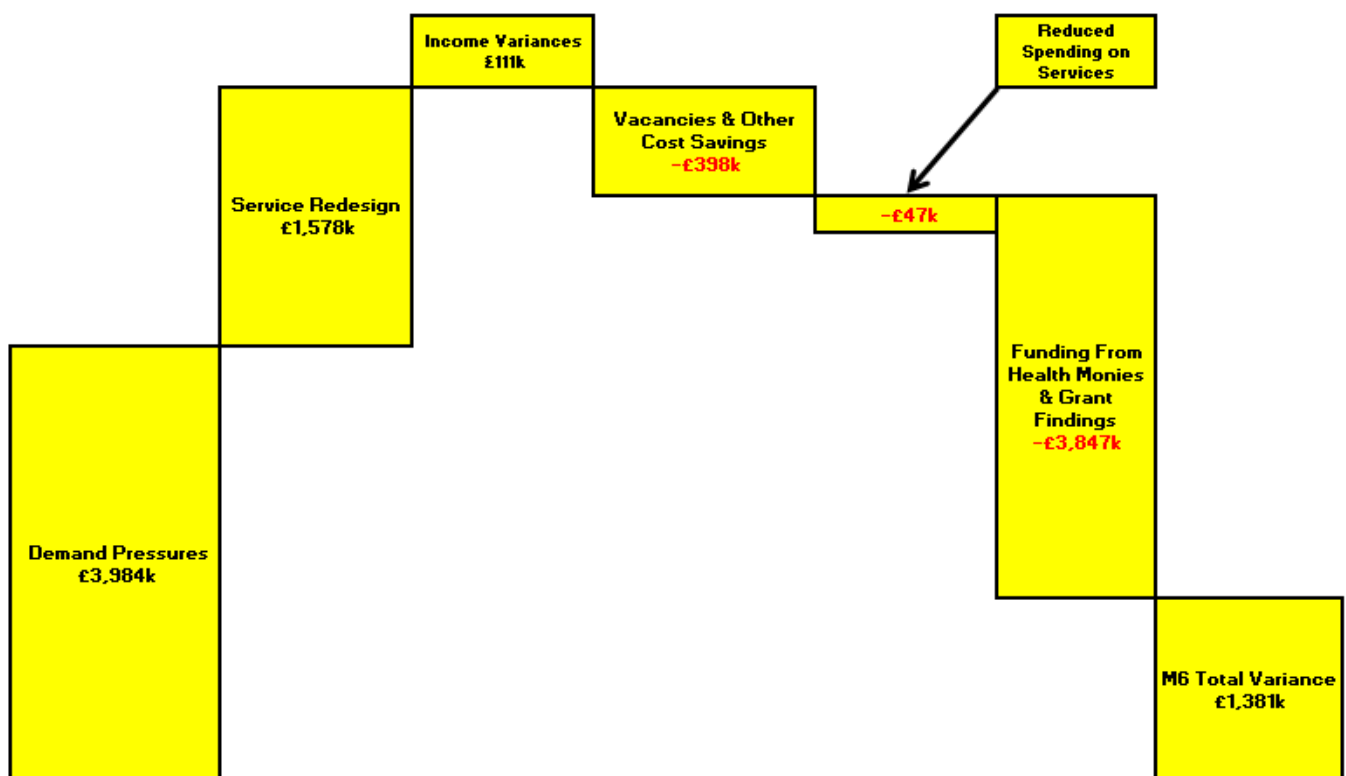 Income Variances
£111k
Reduced
Spending on
Services
Vacancies & Other
Cost Savings
-£398k
Service Redesign
£1,578k
-£47k
Funding From
Health Monies
& Grant
Findings
-£3,847k
Demand Pressures
£3,984k
M6 Total Variance
£1,381k